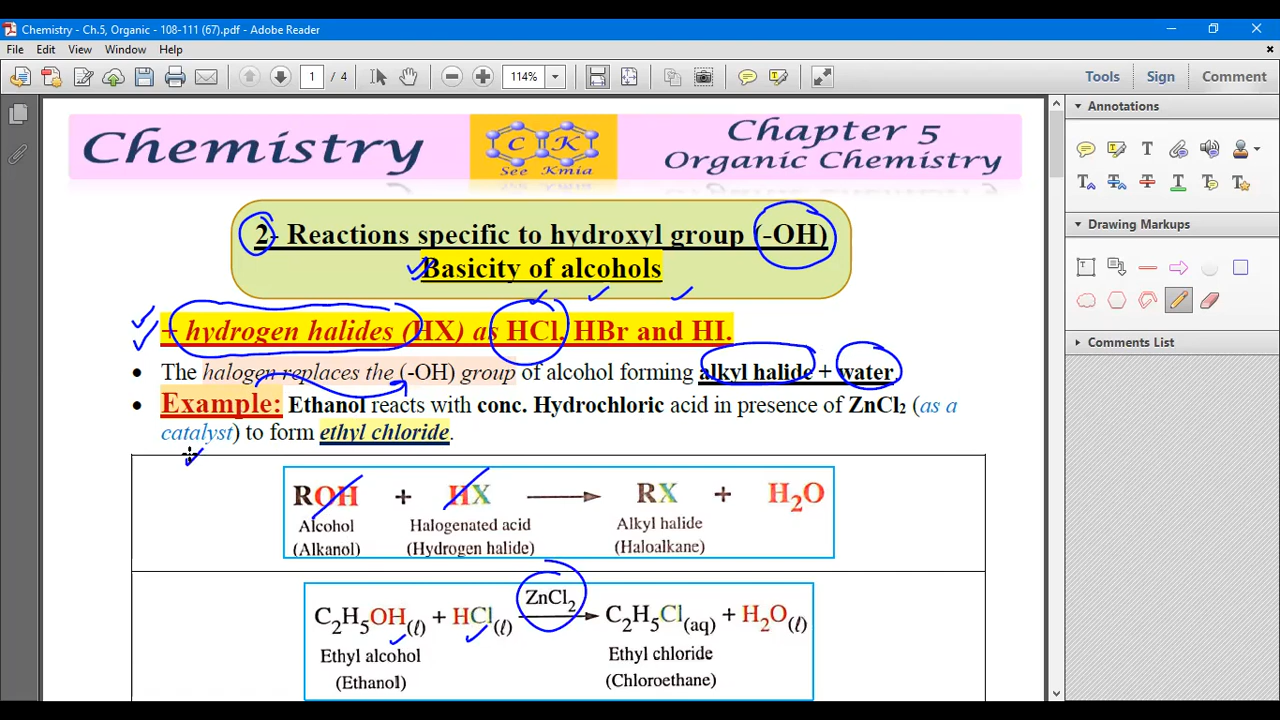 Chemistry - Ch.5, Organic - 108-111 (67).pdf - Adobe Reader
File Edit View Window Help
1 / 4 114% Tools Sign Comment
Chemistry
C K
See Kmia
Chapter 5
Organic Chemistry
Annotations
Drawing Markups
Comments List
2- Reactions specific to hydroxyl group (-OH)
Basicity of alcohols
+ hydrogen halides (HX) as HCl, HBr and HI.
• The halogen replaces the (-OH) group of alcohol forming alkyl halide + water.
• Example: Ethanol reacts with conc. Hydrochloric acid in presence of ZnCl₂ (as a
catalyst) to form ethyl chloride.
ROH + HX → RX + H₂O
Alcohol Halogenated acid Alkyl halide
(Alkanol) (Hydrogen halide) (Haloalkane)
ZnCl₂
C₂H₅OH(l) + HCl(l) → C₂H₅Cl(aq) + H₂O(l)
Ethyl alcohol Ethyl chloride
(Ethanol) (Chloroethane)